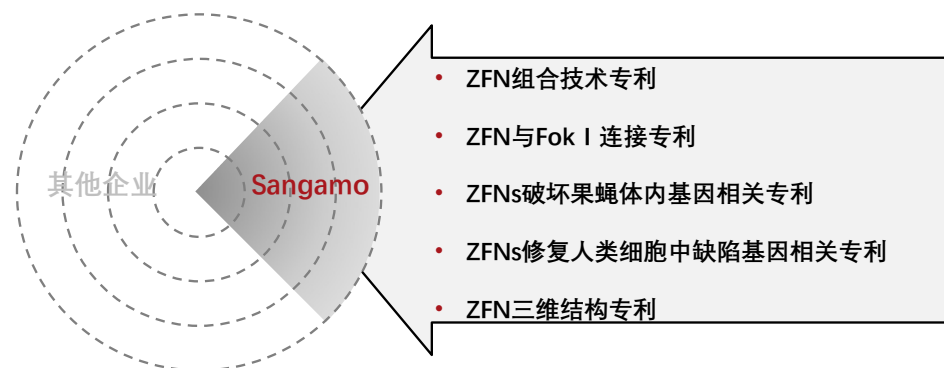 其他企业
Sangamo
• ZFN组合技术专利
• ZFN与FokⅠ连接专利
• ZFNs破坏果蝇体内基因相关专利
• ZFNs修复人类细胞中缺陷基因相关专利
• ZFN三维结构专利